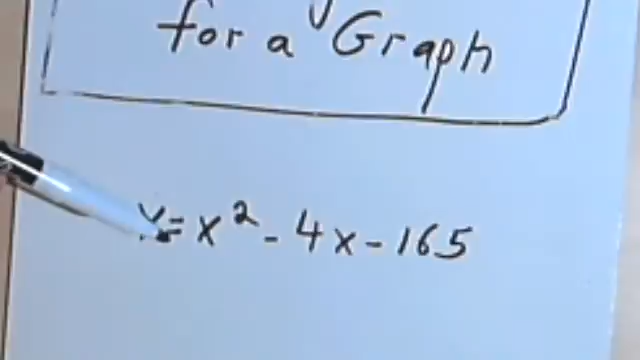 for a Graph
y = x² - 4x - 165